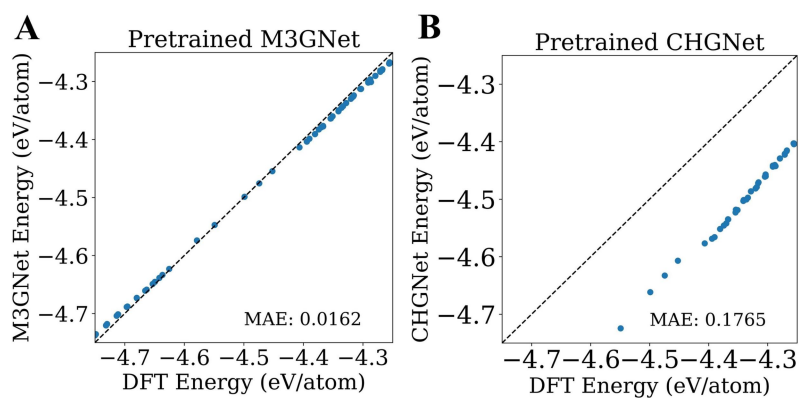 A
Pretrained M3GNet
M3GNet Energy (eV/atom)
−4.3
−4.4
−4.5
−4.6
−4.7
MAE: 0.0162
−4.7 −4.6 −4.5 −4.4 −4.3
DFT Energy (eV/atom)
B
Pretrained CHGNet
CHGNet Energy (eV/atom)
−4.3
−4.4
−4.5
−4.6
−4.7
MAE: 0.1765
−4.7 −4.6 −4.5 −4.4 −4.3
DFT Energy (eV/atom)